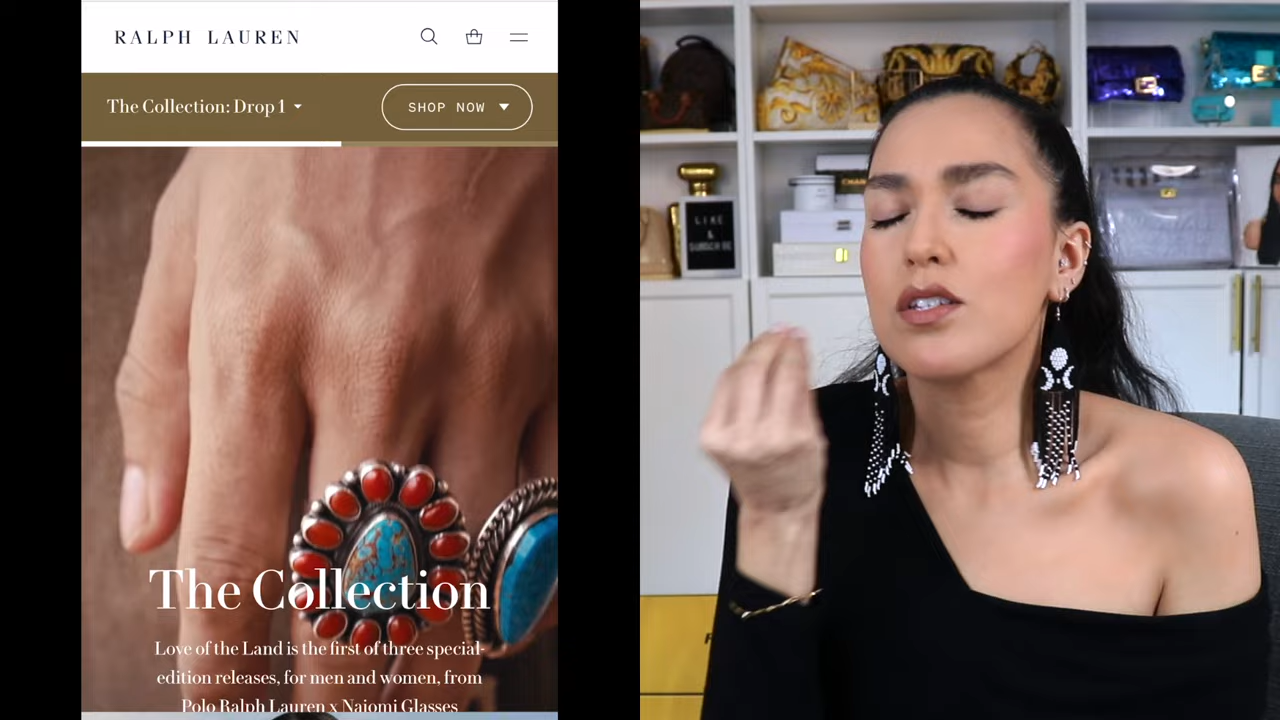 RALPH LAUREN
The Collection: Drop 1
SHOP NOW
The Collection
Love of the Land is the first of three special-
edition releases, for men and women, from
Polo Ralph Lauren x Naiomi Glasses
LIKE
&
SUBSCRIBE
CHANEL